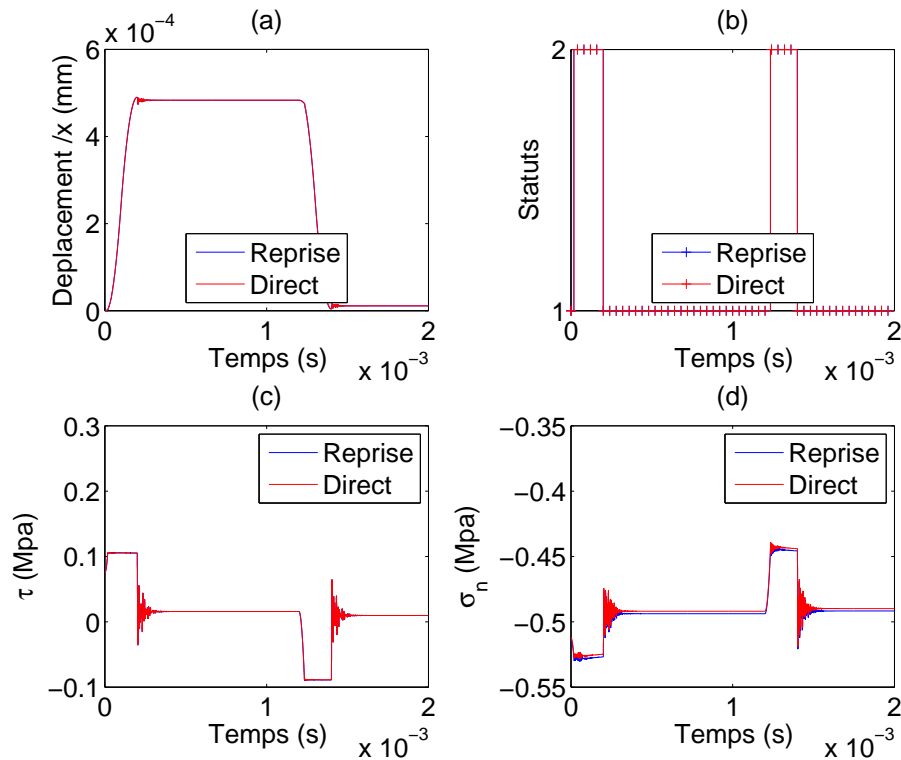 (a)
x 10−4
6
4
2
0
Deplacement /x (mm)
Reprise
Direct
0
1
2
Temps (s)
x 10−3
(b)
2
1
Statuts
Reprise
Direct
0
1
2
Temps (s)
x 10−3
(c)
0.3
0.2
0.1
0
−0.1
τ (Mpa)
Reprise
Direct
0
1
2
Temps (s)
x 10−3
(d)
−0.35
−0.4
−0.45
−0.5
−0.55
σn (Mpa)
Reprise
Direct
0
1
2
Temps (s)
x 10−3